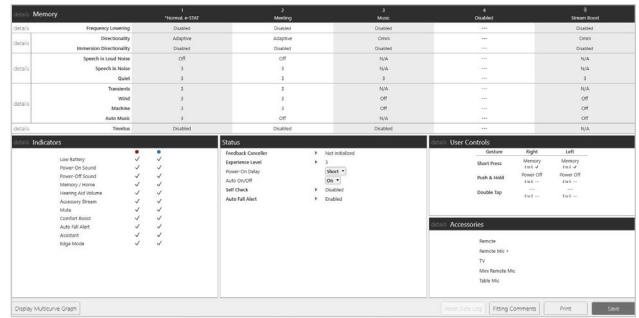 details Memory 1 *Normal, e-STAT 2 Meeting 3 Music 4 Disabled Stream Boost
details Frequency Lowering Disabled Disabled Disabled --- Disabled
details Directionality Adaptive Adaptive Omni --- Omni
Immersion Directionality Disabled Disabled Disabled --- Disabled
details Speech in Loud Noise Off Off N/A --- N/A
Speech in Noise 3 3 N/A --- N/A
Quiet 3 3 3 --- 3
details Transients 3 3 N/A --- N/A
Wind 3 3 Off --- Off
Machine 3 3 Off --- Off
Auto Music 3 Off Off --- Off
details Tinnitus Disabled Disabled Disabled --- N/A
details Indicators
Low Battery ✓ ✓
Power-On Sound ✓ ✓
Power-Off Sound ✓ ✓
Memory / Home ✓ ✓
Hearing Aid Volume ✓ ✓
Accessory Stream ✓ ✓
Mute ✓ ✓
Comfort Boost ✓ ✓
Auto Fall Alert ✓ ✓
Assistant ✓ ✓
Edge Mode ✓ ✓
Status
Feedback Canceller Not Initialized
Experience Level 3
Power-On Delay Short
Auto On/Off On
Self Check Disabled
Auto Fall Alert Enabled
details User Controls
Gesture Right Left
Short Press Memory Memory
Push & Hold Power Off Power Off
Double Tap --- ---
details Accessories
Remote
Remote Mic +
TV
Mini Remote Mic
Table Mic
Display Multicurve Graph
Reset Data Log
Fitting Comments
Print
Save